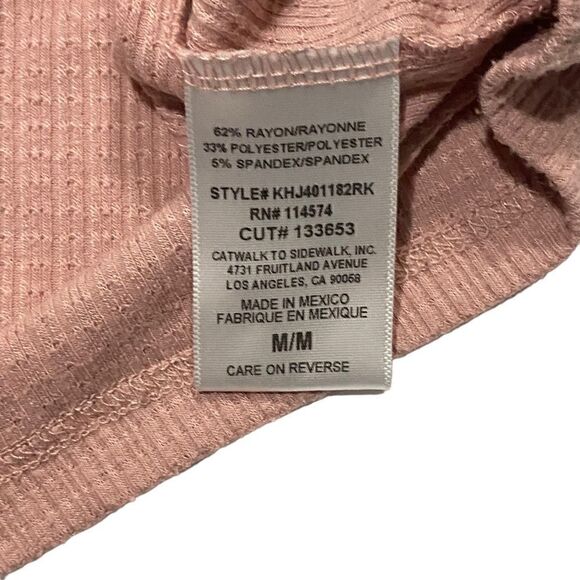 62% RAYON/RAYONNE
33% POLYESTER/POLYESTER
5% SPANDEX/SPANDEX
STYLE# KHJ401182RK
RN# 114574
CUT# 133653
CATWALK TO SIDEWALK, INC.
4731 FRUITLAND AVENUE
LOS ANGELES, CA 90058
MADE IN MEXICO
FABRIQUE EN MEXIQUE
M/M
CARE ON REVERSE